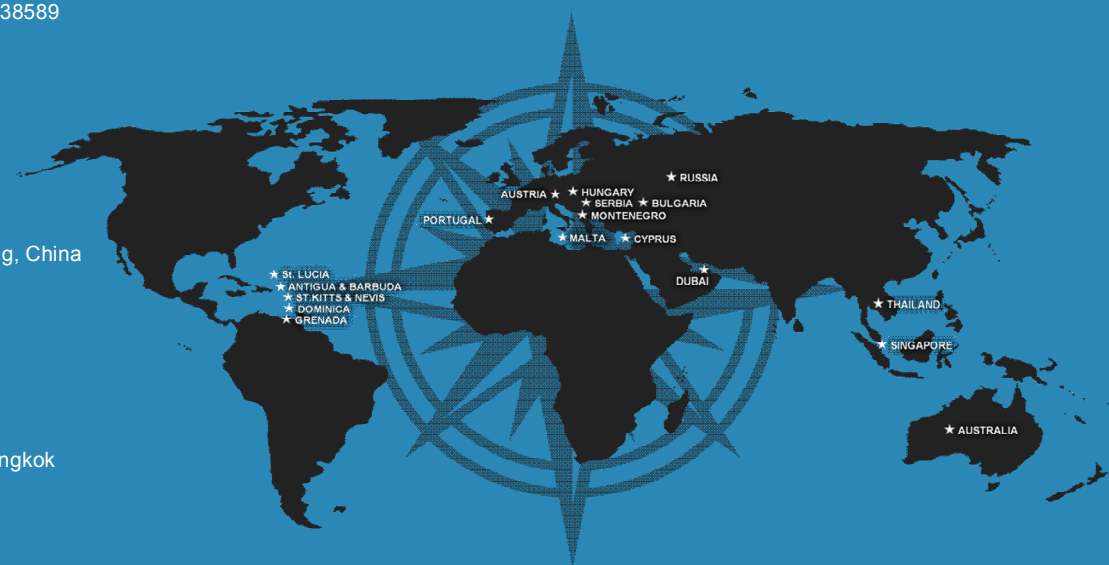 38589
RUSSIA
AUSTRIA
HUNGARY
SERBIA
BULGARIA
MONTENEGRO
PORTUGAL
MALTA
CYPRUS
g, China
St. LUCIA
DUBAI
ANTIGUA & BARBUDA
ST.KITTS & NEVIS
THAILAND
DOMINICA
GRENADA
SINGAPORE
AUSTRALIA
ngkok